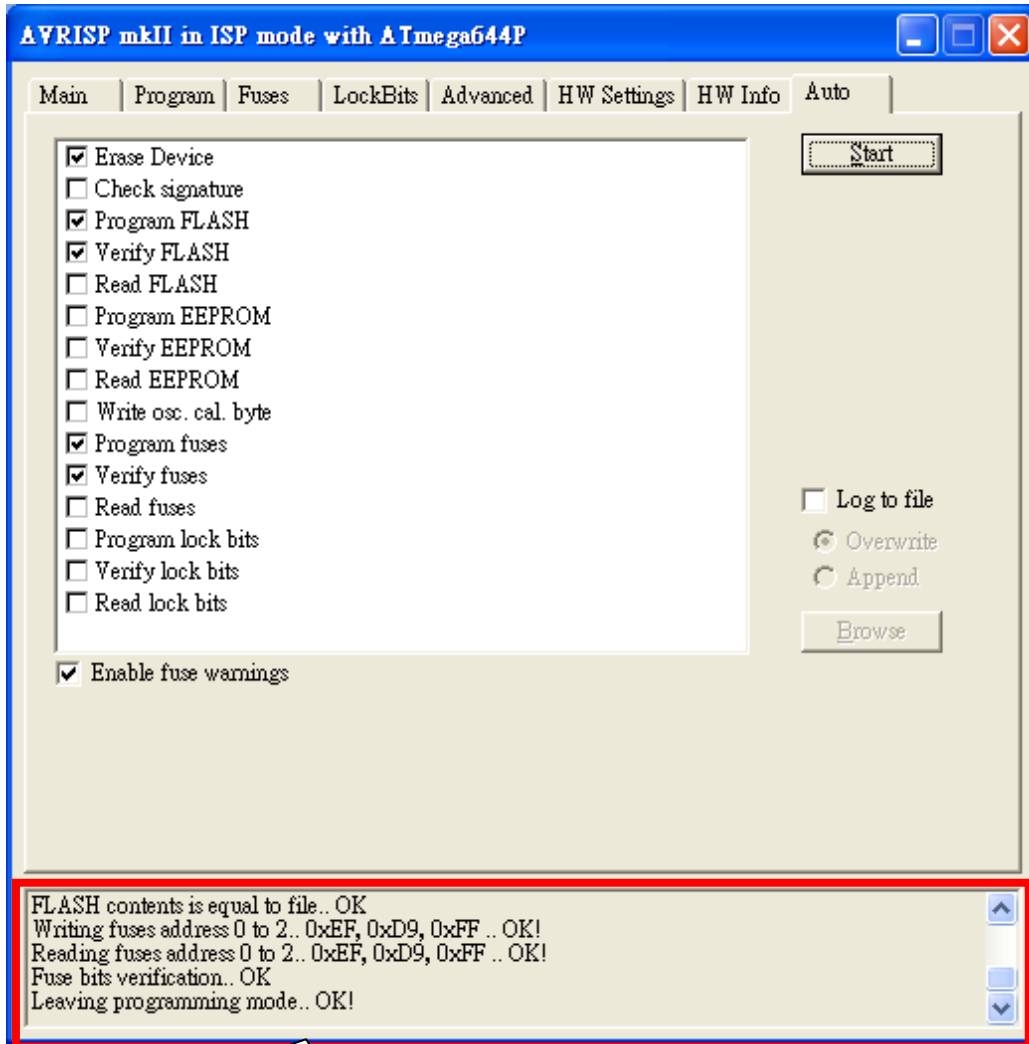 AVRISP mkII in ISP mode with ATmega644P
Main Program Fuses LockBits Advanced HW Settings HW Info Auto
Erase Device
Start
Check signature
Program FLASH
Verify FLASH
Read FLASH
Program EEPROM
Verify EEPROM
Read EEPROM
Write osc. cal. byte
Program fuses
Verify fuses
Read fuses
Log to file
Program lock bits
Overwrite
Verify lock bits
Append
Read lock bits
Browse
Enable fuse warnings
FLASH contents is equal to file.. OK
Writing fuses address 0 to 2.. 0xEF, 0xD9, 0xFF .. OK!
Reading fuses address 0 to 2.. 0xEF, 0xD9, 0xFF .. OK!
Fuse bits verification.. OK
Leaving programming mode.. OK!